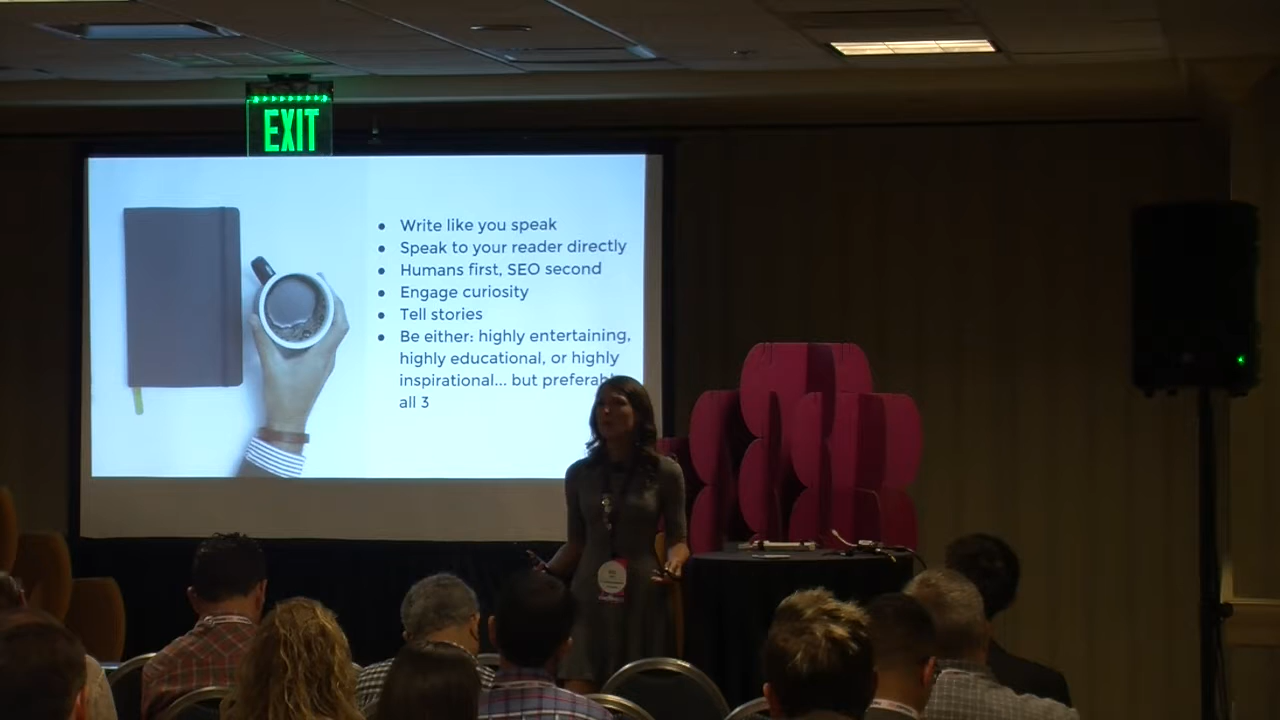 EXIT
• Write like you speak
• Speak to your reader directly
• Humans first, SEO second
• Engage curiosity
• Tell stories
• Be either: highly entertaining,
highly educational, or highly
inspirational... but
all 3